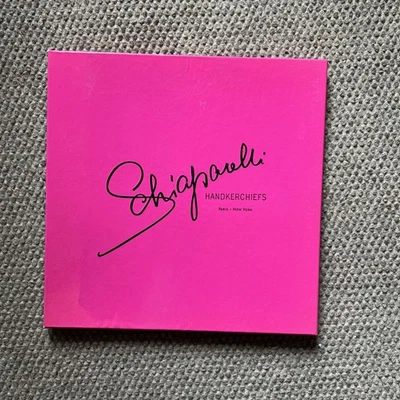 Schiaparelli
HANDKERCHIEFS
Paris – New York